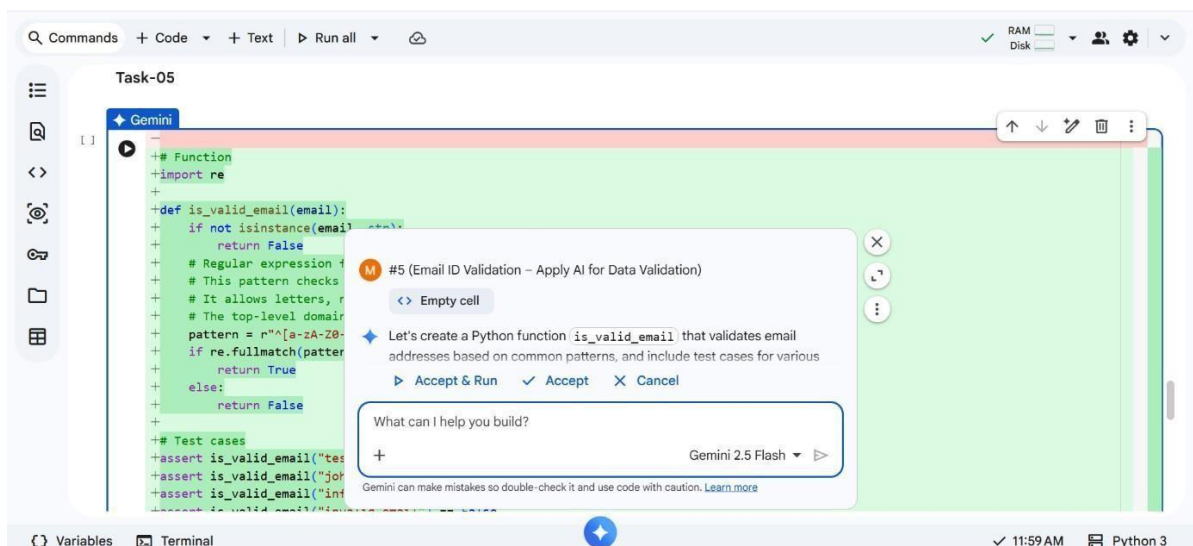 Commands + Code + Text Run all
RAM
Disk
Task-05
Gemini
[ ]
# Function
+import re
+
+def is_valid_email(email):
+ if not isinstance(email, str):
+ return False
+ # Regular expression f
+ # This pattern checks
+ # It allows letters,
+ # The top-level domain
+ pattern = r"^[a-zA-Z0-
+ if re.fullmatch(patter
+ return True
+ else:
+ return False
+
+# Test cases
+assert is_valid_email("tes
+assert is_valid_email("joh
+assert is_valid_email("inf
+assert is_valid_email("invalid
M #5 (Email ID Validation – Apply AI for Data Validation)
<> Empty cell
Let's create a Python function is_valid_email that validates email
addresses based on common patterns, and include test cases for various
Accept & Run Accept Cancel
What can I help you build?
+ Gemini 2.5 Flash
Gemini can make mistakes so double-check it and use code with caution. Learn more
{} Variables Terminal 11:59 AM Python 3